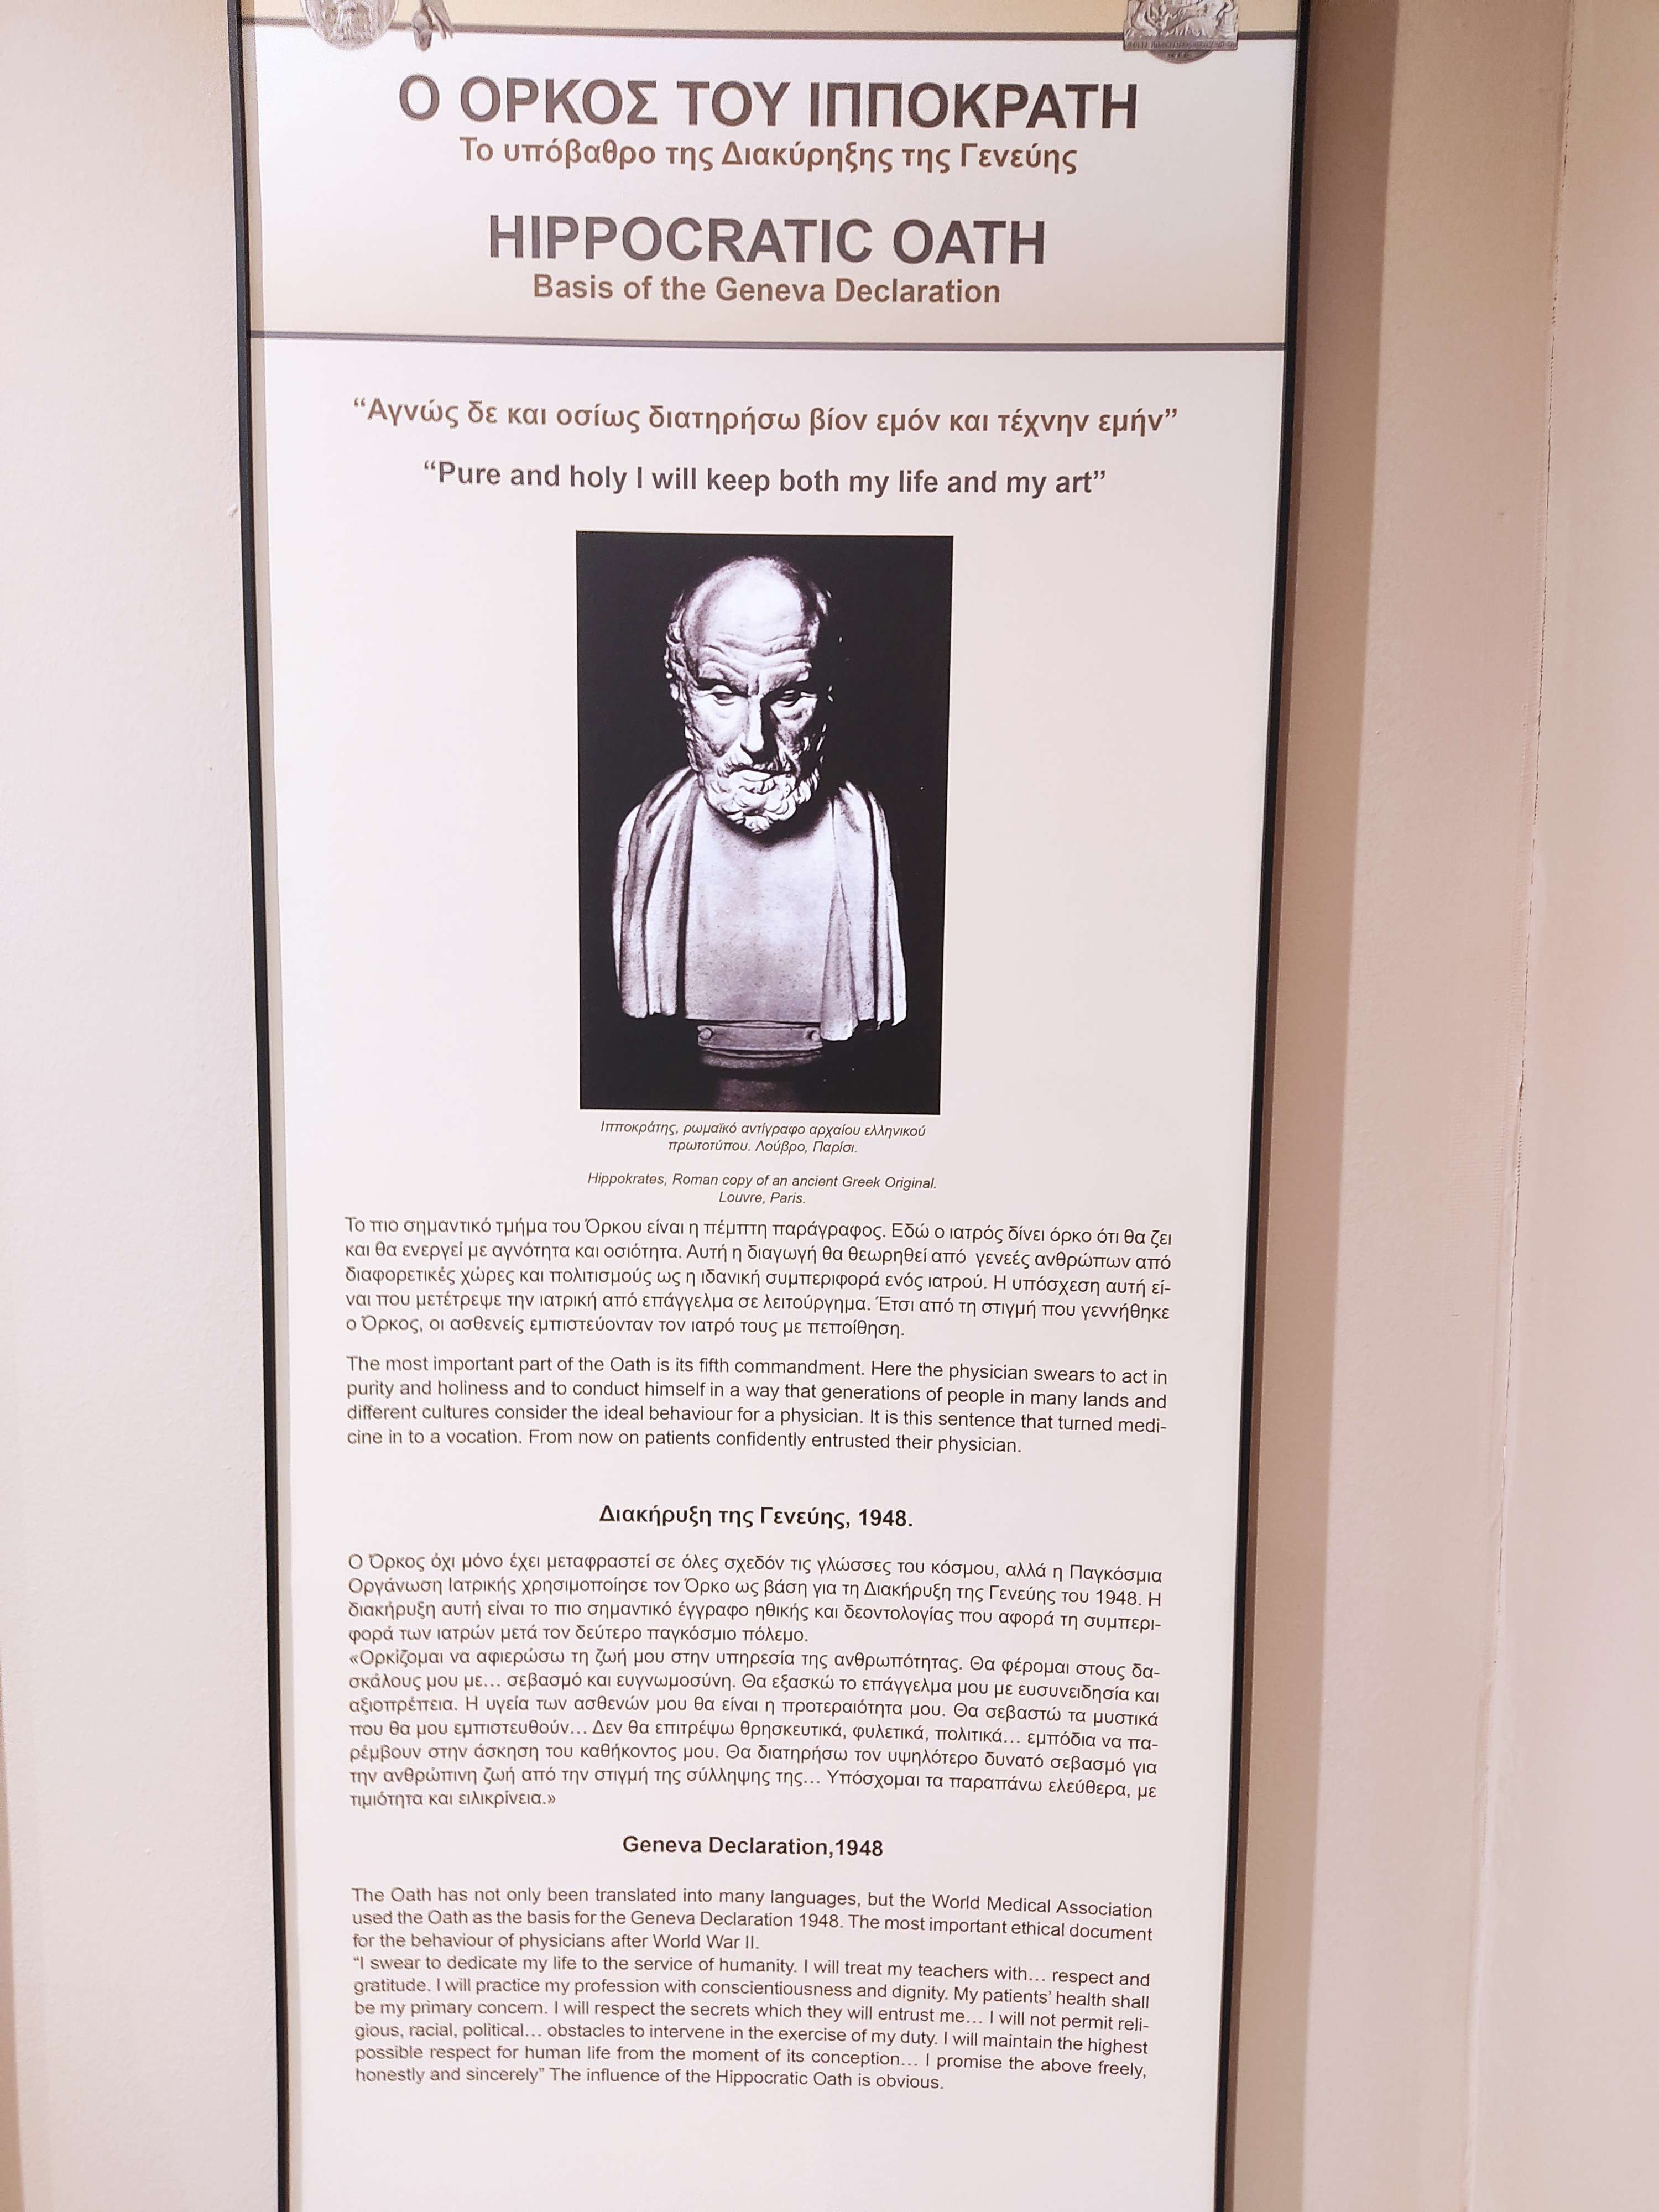 Ο ΟΡΚΟΣ ΤΟΥ ΙΠΠΟΚΡΑΤΗ
Το υπόβαθρο της Διακύρηξης της Γενεύης
HIPPOCRATIC OATH
Basis of the Geneva Declaration
“Αγνώς δε και οσίως διατηρήσω βίον εμόν και τέχνην εμήν”
“Pure and holy I will keep both my life and my art”
Ιπποκράτης, ρωμαϊκό αντίγραφο αρχαίου ελληνικού
πρωτοτύπου. Λούβρο, Παρίσι.
Hippokrates, Roman copy of an ancient Greek Original.
Louvre, Paris.
Το πιο σημαντικό τμήμα του Όρκου είναι η πέμπτη παράγραφος. Εδώ ο ιατρός δίνει όρκο ότι θα ζει
και θα ενεργεί με αγνότητα και οσιότητα. Αυτή η διαγωγή θα θεωρηθεί από γενεές ανθρώπων από
διαφορετικές χώρες και πολιτισμούς ως η ιδανική συμπεριφορά ενός ιατρού. Η υπόσχεση αυτή εί-
ναι που μετέτρεψε την ιατρική από επάγγελμα σε λειτούργημα. Έτσι από τη στιγμή που γεννήθηκε
ο Όρκος, οι ασθενείς εμπιστεύονταν τον ιατρό τους με πεποίθηση.
The most important part of the Oath is its fifth commandment. Here the physician swears to act in
purity and holiness and to conduct himself in a way that generations of people in many lands and
different cultures consider the ideal behaviour for a physician. It is this sentence that turned medi-
cine in to a vocation. From now on patients confidently entrusted their physician.
Διακήρυξη της Γενεύης, 1948.
Ο Όρκος όχι μόνο έχει μεταφραστεί σε όλες σχεδόν τις γλώσσες του κόσμου, αλλά η Παγκόσμια
Οργάνωση Ιατρικής χρησιμοποίησε τον Όρκο ως βάση για τη Διακήρυξη της Γενεύης του 1948. Η
διακήρυξη αυτή είναι το πιο σημαντικό έγγραφο ηθικής και δεοντολογίας που αφορά τη συμπερι-
φορά των ιατρών μετά τον δεύτερο παγκόσμιο πόλεμο.
«Ορκίζομαι να αφιερώσω τη ζωή μου στην υπηρεσία της ανθρωπότητας. Θα φέρομαι στους δα-
σκάλους μου με… σεβασμό και ευγνωμοσύνη. Θα εξασκώ το επάγγελμα μου με ευσυνειδησία και
αξιοπρέπεια. Η υγεία των ασθενών μου θα είναι η προτεραιότητα μου. Θα σεβαστώ τα μυστικά
που θα μου εμπιστευθούν… Δεν θα επιτρέψω θρησκευτικά, φυλετικά, πολιτικά… εμπόδια να πα-
ρέμβουν στην άσκηση του καθήκοντος μου. Θα διατηρήσω τον υψηλότερο δυνατό σεβασμό για
την ανθρώπινη ζωή από την στιγμή της σύλληψης της… Υπόσχομαι τα παραπάνω ελεύθερα, με
τιμιότητα και ειλικρίνεια.»
Geneva Declaration,1948
The Oath has not only been translated into many languages, but the World Medical Association
used the Oath as the basis for the Geneva Declaration 1948. The most important ethical document
for the behaviour of physicians after World War II.
“I swear to dedicate my life to the service of humanity. I will treat my teachers with… respect and
gratitude. I will practice my profession with conscientiousness and dignity. My patients’ health shall
be my primary concern. I will respect the secrets which they will entrust me… I will not permit reli-
gious, racial, political… obstacles to intervene in the exercise of my duty. I will maintain the highest
possible respect for human life from the moment of its conception… I promise the above freely,
honestly and sincerely” The influence of the Hippocratic Oath is obvious.